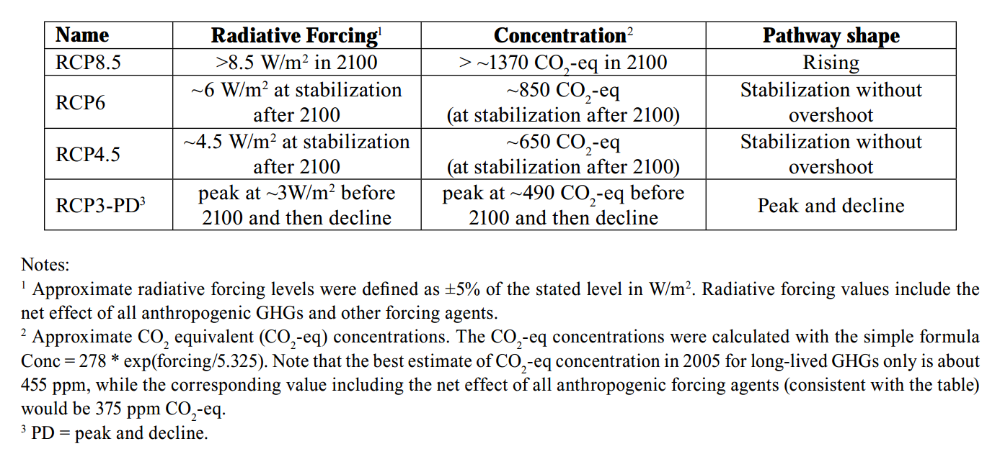 Name Radiative Forcing¹ Concentration² Pathway shape
RCP8.5 >8.5 W/m² in 2100 > ~1370 CO₂-eq in 2100 Rising
RCP6 ~6 W/m² at stabilization after 2100 ~850 CO₂-eq (at stabilization after 2100) Stabilization without overshoot
RCP4.5 ~4.5 W/m² at stabilization after 2100 ~650 CO₂-eq (at stabilization after 2100) Stabilization without overshoot
RCP3-PD³ peak at ~3W/m² before 2100 and then decline peak at ~490 CO₂-eq before 2100 and then decline Peak and decline
Notes:
¹ Approximate radiative forcing levels were defined as ±5% of the stated level in W/m². Radiative forcing values include the
net effect of all anthropogenic GHGs and other forcing agents.
² Approximate CO₂ equivalent (CO₂-eq) concentrations. The CO₂-eq concentrations were calculated with the simple formula
Conc = 278 * exp(forcing/5.325). Note that the best estimate of CO₂-eq concentration in 2005 for long-lived GHGs only is about
455 ppm, while the corresponding value including the net effect of all anthropogenic forcing agents (consistent with the table)
would be 375 ppm CO₂-eq.
³ PD = peak and decline.